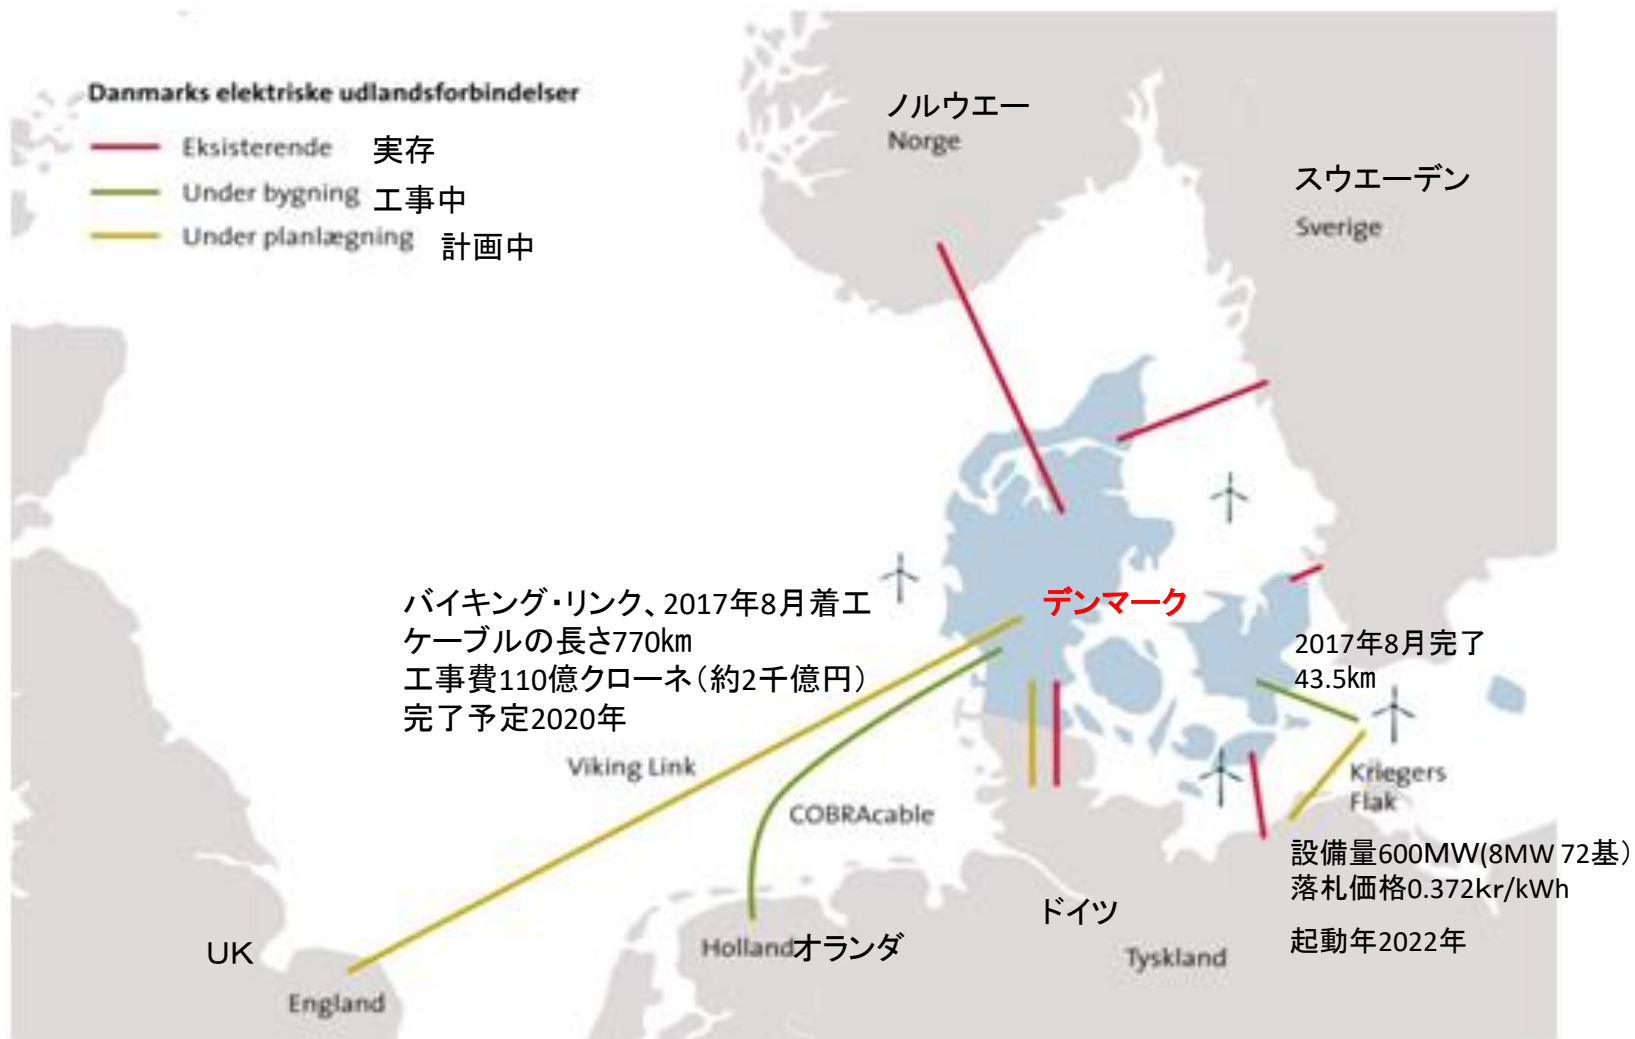 Danmarks elektriske udlandsforbindelser
Eksisterende 実存
Under bygning 工事中
Under planlægning 計画中
ノルウエー
Norge
スウエーデン
Sverige
デンマーク
バイキング・リンク、2017年8月着工
ケーブルの長さ770㎞
工事費110億クローネ（約2千億円）
完了予定2020年
2017年8月完了
43.5㎞
Viking Link
COBRAcable
Kriegers
Flak
設備量600MW(8MW 72基）
落札価格0.372kr/kWh
起動年2022年
ドイツ
Tyskland
Hollandオランダ
UK
England